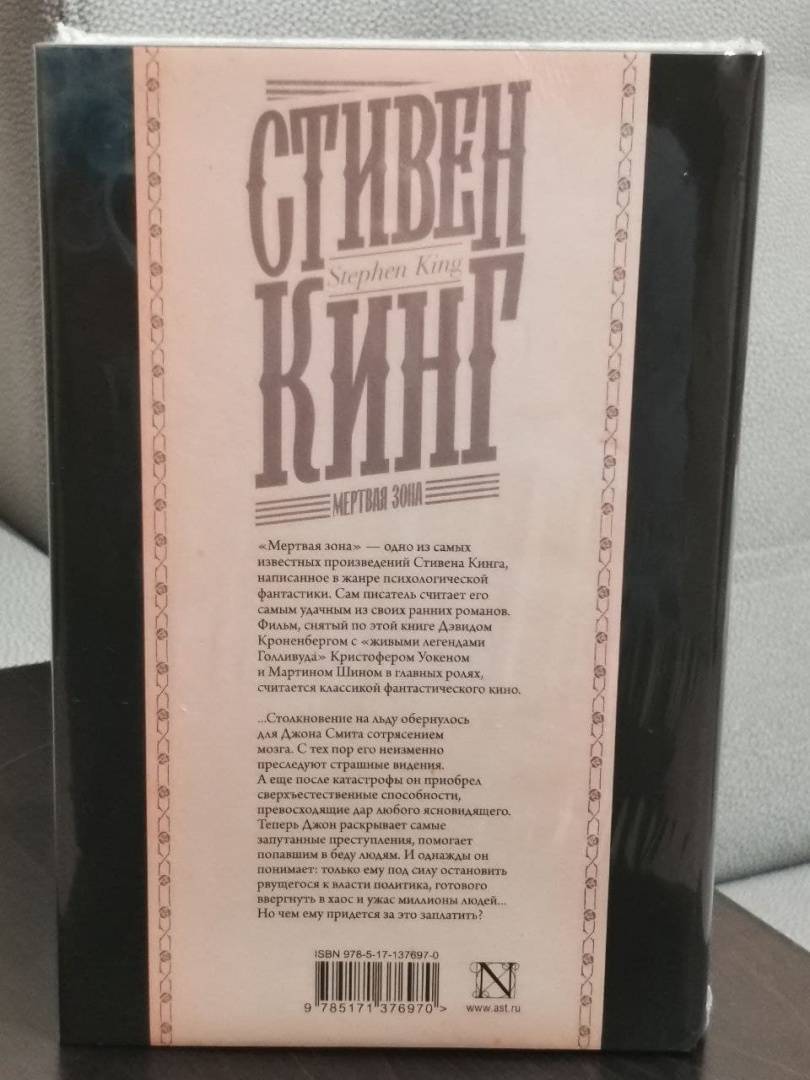 СТИВЕН
Stephen King
КИНГ
МЕРТВАЯ ЗОНА
«Мертвая зона» — одно из самых
известных произведений Стивена Кинга,
написанное в жанре психологической
фантастики. Сам писатель считает его
самым удачным из своих ранних романов.
Фильм, снятый по этой книге Дэвидом
Кроненбергом с «живыми легендами
Голливуда» Кристофером Уокеном
и Мартином Шином в главных ролях,
считается классикой фантастического кино.
...Столкновение на льду обернулось
для Джона Смита сотрясением
мозга. С тех пор его неизменно
преследуют страшные видения.
А еще после катастрофы он приобрел
сверхъестественные способности,
превосходящие дар любого ясновидящего.
Теперь Джон раскрывает самые
запутанные преступления, помогает
попавшим в беду людям. И однажды он
понимает: только ему под силу остановить
рвущегося к власти политика, готового
ввергнуть в хаос и ужас миллионы людей...
Но чем ему придется за это заплатить?
ISBN 978-5-17-137697-0
9 785171 376970 >
N
www.ast.ru